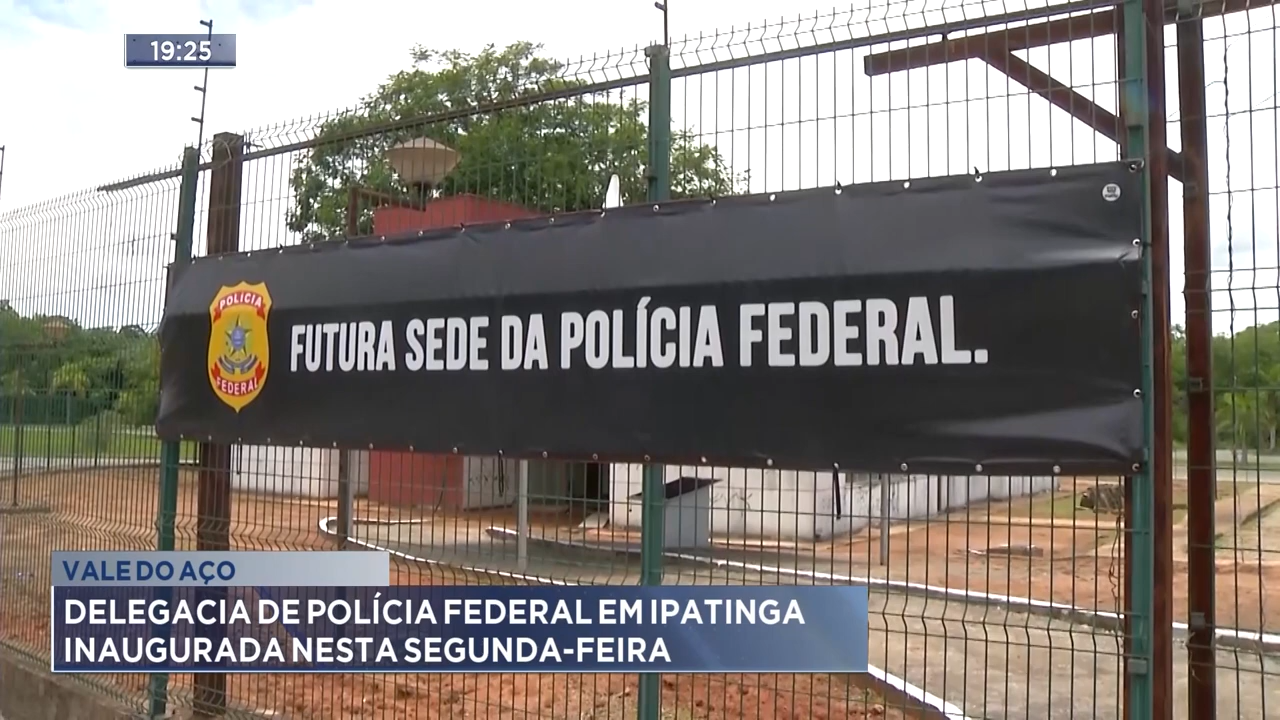 19:25
POLÍCIA
FEDERAL
FUTURA SEDE DA POLÍCIA FEDERAL.
VALE DO AÇO
DELEGACIA DE POLÍCIA FEDERAL EM IPATINGA
INAUGURADA NESTA SEGUNDA-FEIRA